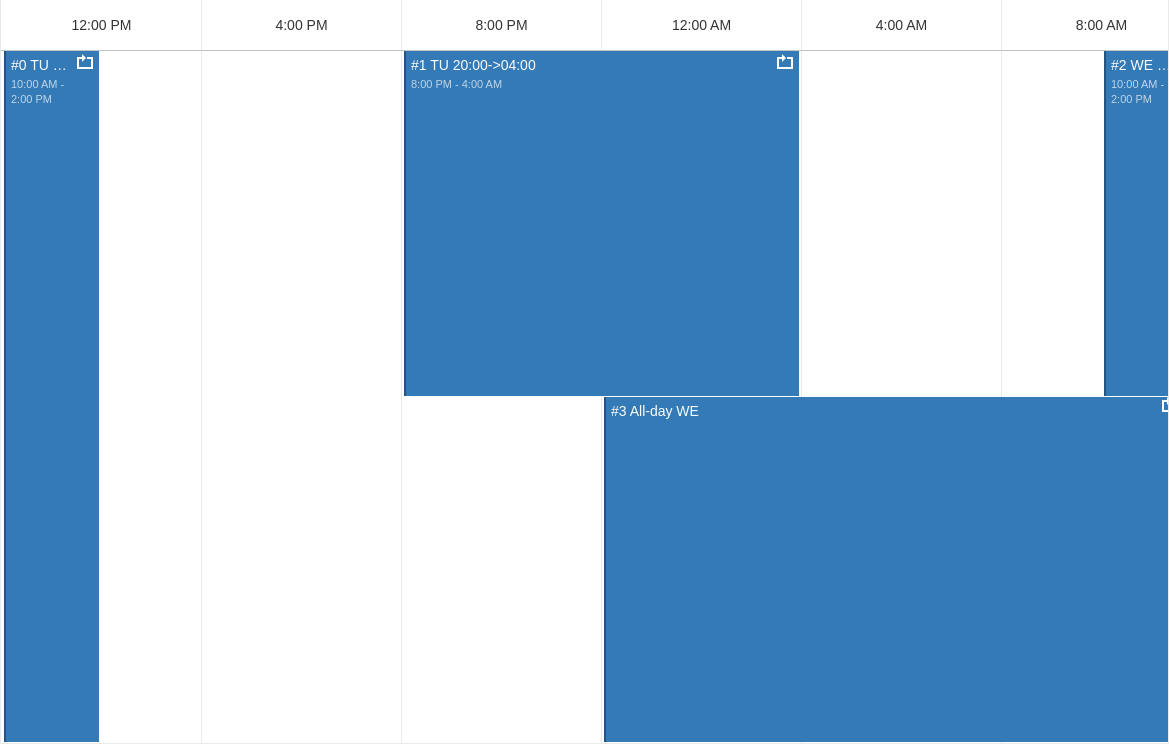 12:00 PM 4:00 PM 8:00 PM 12:00 AM 4:00 AM 8:00 AM
#0 TU …
10:00 AM -
2:00 PM
#1 TU 20:00->04:00
8:00 PM - 4:00 AM
#2 WE …
10:00 AM -
2:00 PM
#3 All-day WE